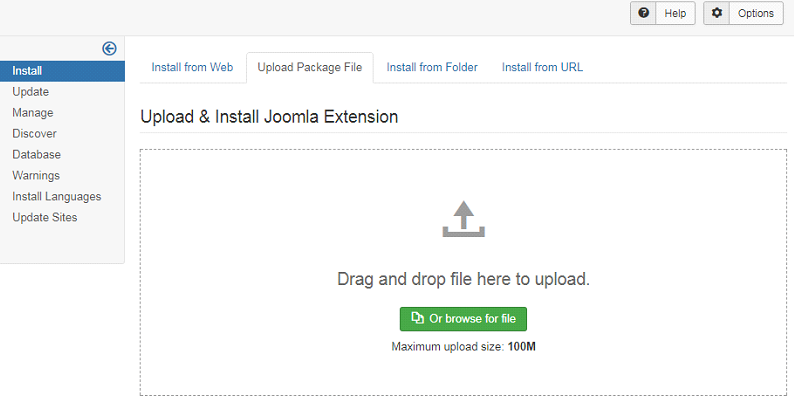 Help Options
Install from Web Upload Package File Install from Folder Install from URL
Install
Update
Manage
Discover
Database
Warnings
Install Languages
Update Sites
Upload & Install Joomla Extension
Drag and drop file here to upload.
Or browse for file
Maximum upload size: 100M